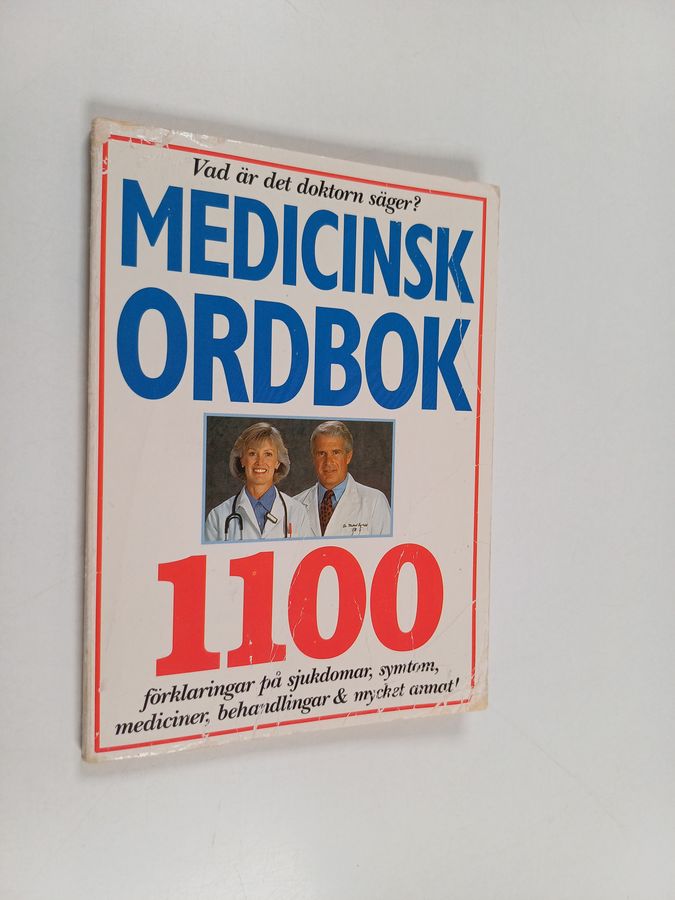 Vad är det doktorn säger?
MEDICINSK
ORDBOK
1100
förklaringar på sjukdomar, symtom,
mediciner, behandlingar & mycket annat!